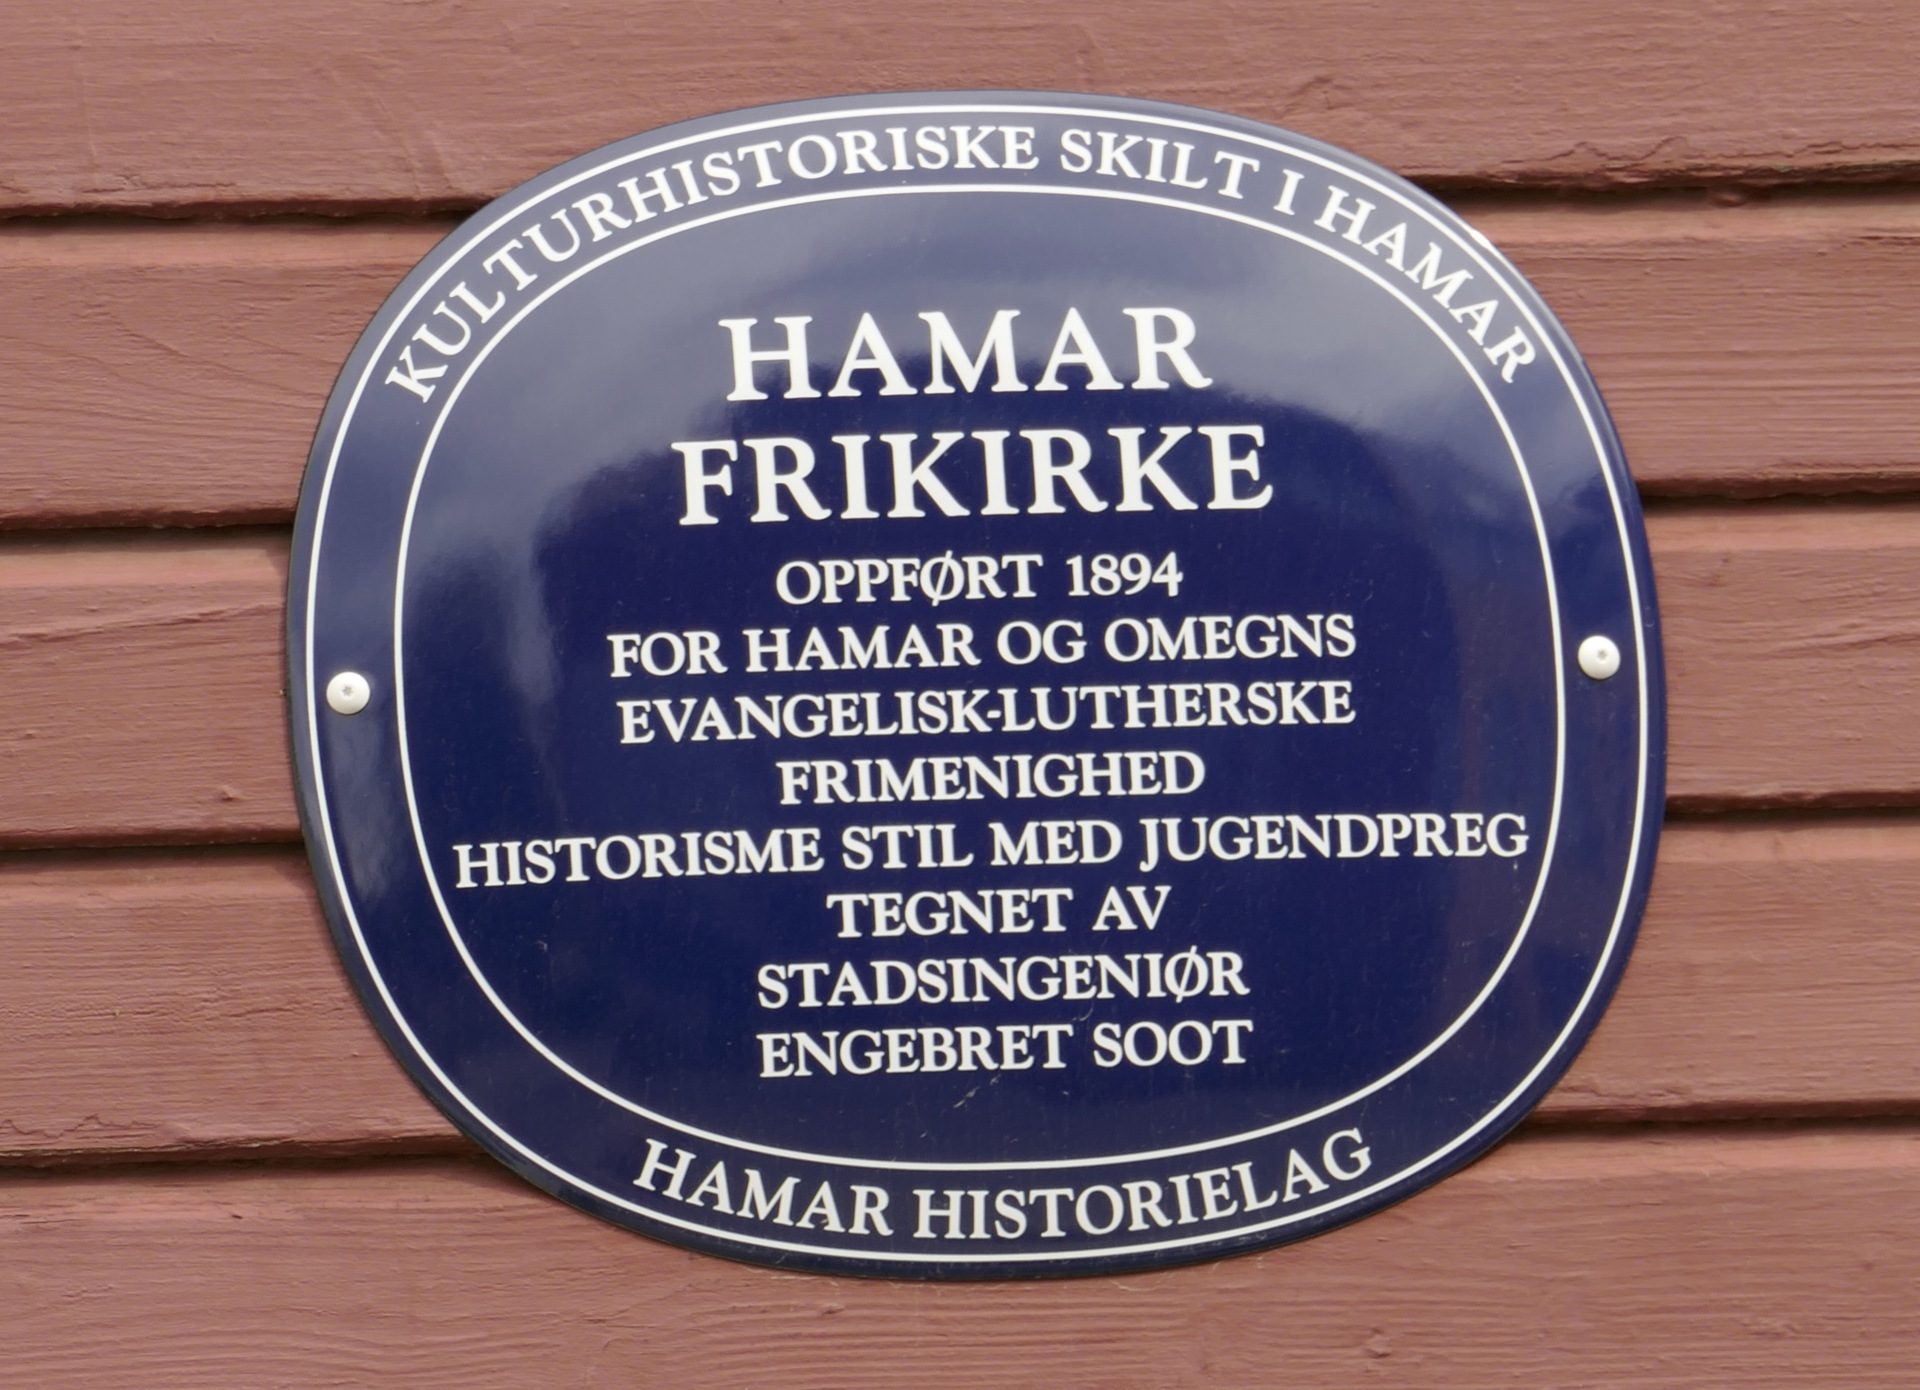 KULTURHISTORISKE SKILT I HAMAR
HAMAR
FRIKIRKE
OPPFØRT 1894
FOR HAMAR OG OMEGNS
EVANGELISK-LUTHERSKE
FRIMENIGHED
HISTORISME STIL MED JUGENDPREG
TEGNET AV
STADSINGENIØR
ENGEBRET SOOT
HAMAR HISTORIELAG